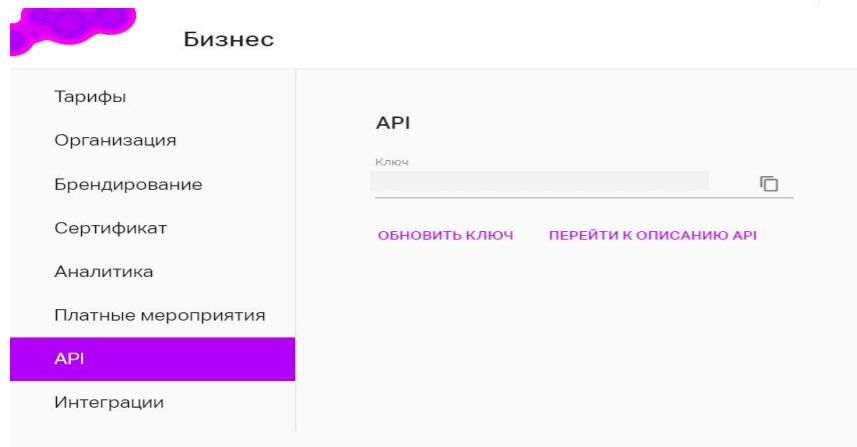 Бизнес
Тарифы
Организация
Брендирование
Сертификат
Аналитика
Платные мероприятия
API
Интеграции
API
Ключ
ОБНОВИТЬ КЛЮЧ ПЕРЕЙТИ К ОПИСАНИЮ API